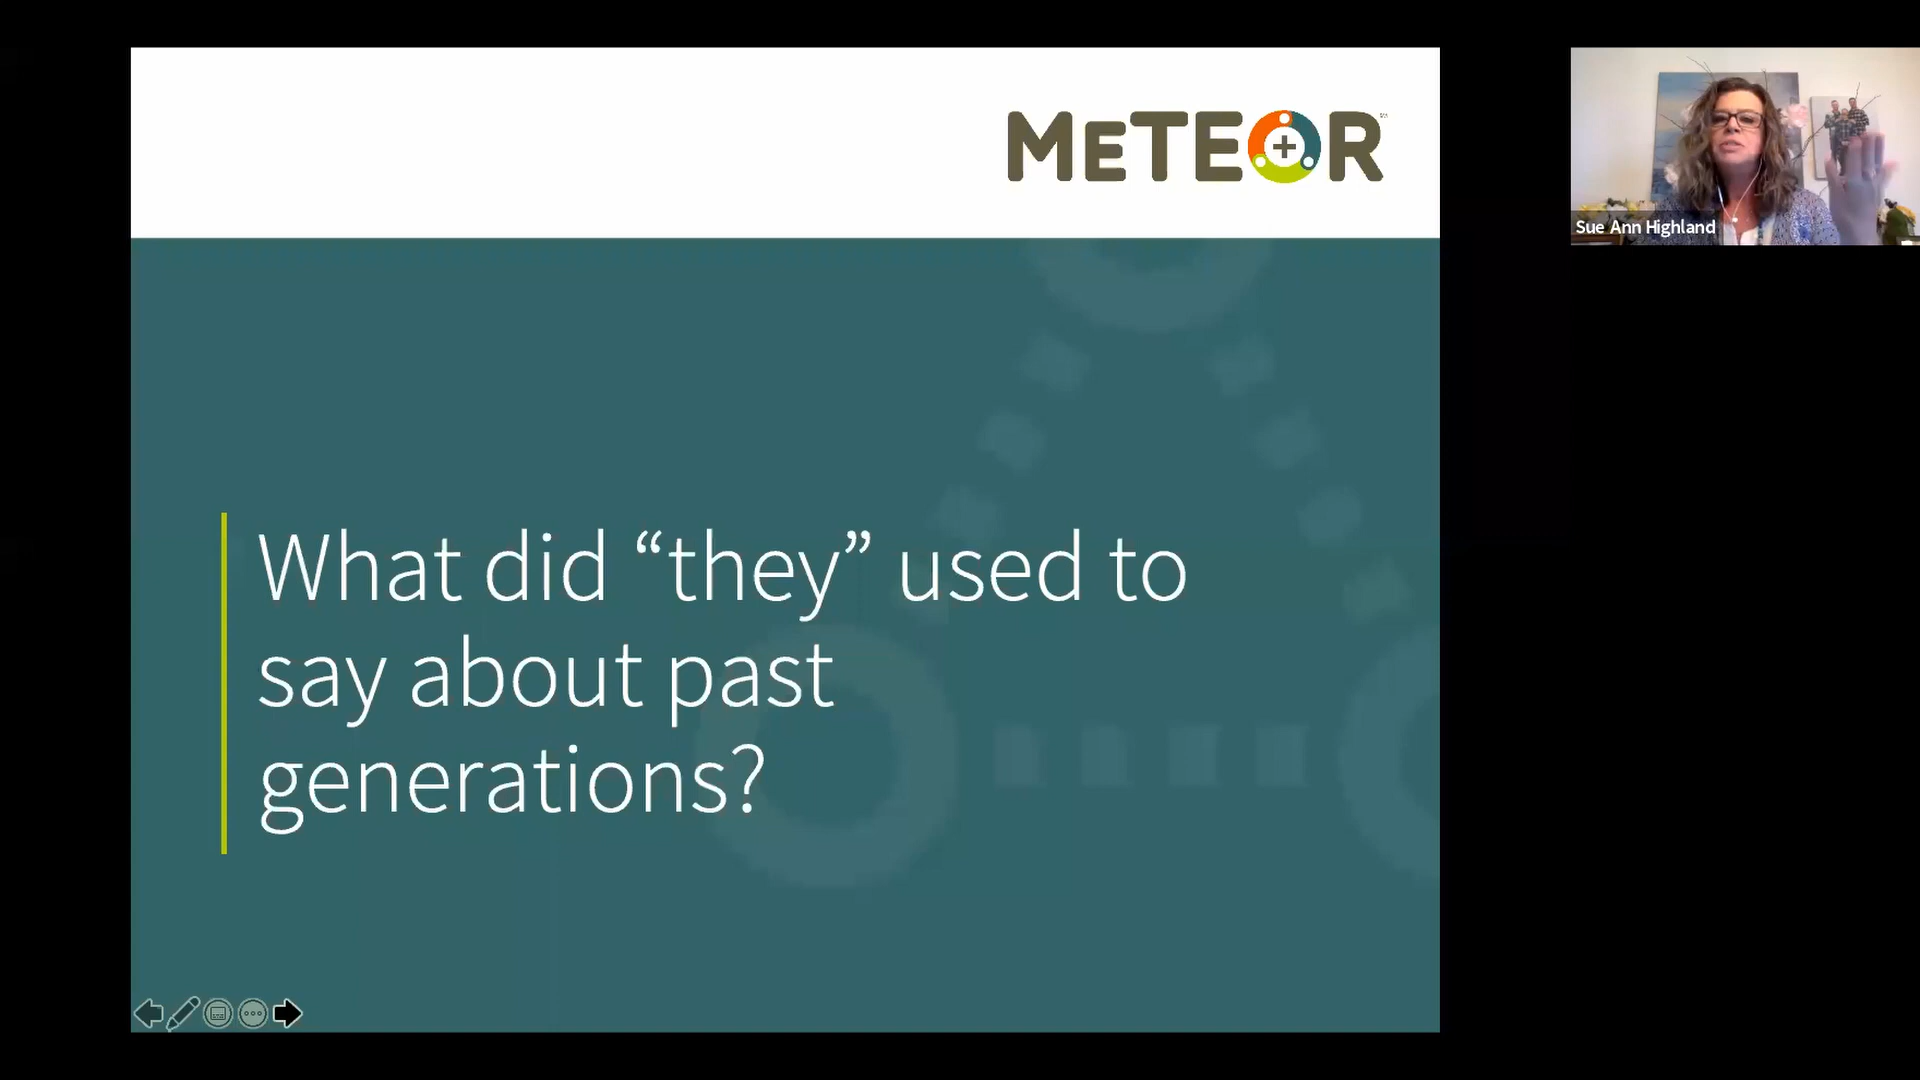 METEOR
Sue Ann Highland
What did “they” used to
say about past
generations?